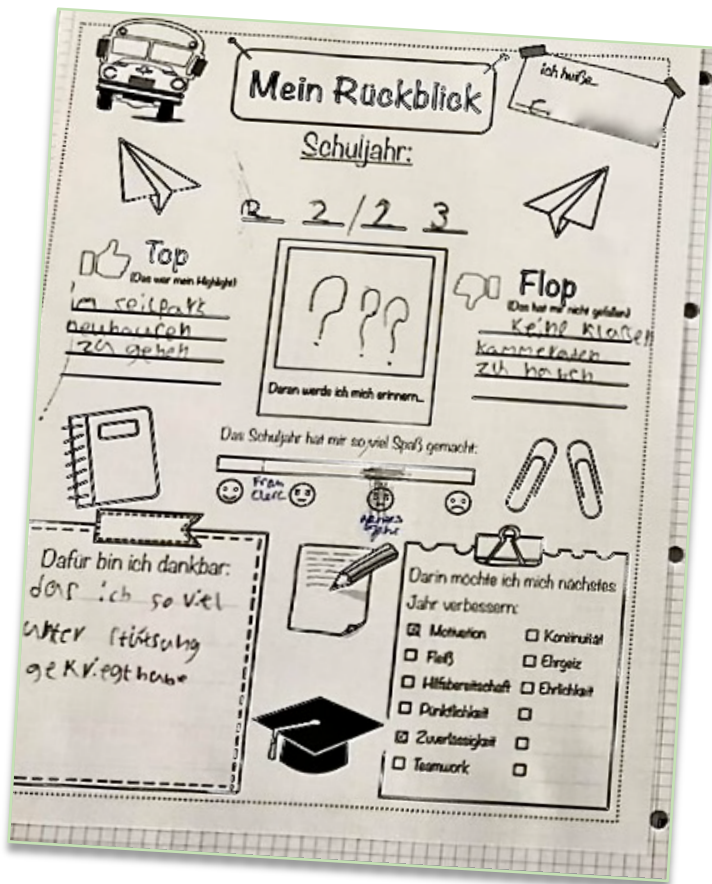 Mein Rückblick
ich heiße
Schuljahr:
2 2 / 2 3
Top
(Das war mein Highlight)
im seilpark
neuhausen
zu gehen
Flop
(Das hat mir nicht gefallen)
Keine Klaßen
Kammeraden
zu haben
? ? ?
Daran werde ich mich erinnern...
Das Schuljahr hat mir so viel Spaß gemacht:
Frau
Clerc
Dafür bin ich dankbar:
das ich so viel
unter stütsung
gekriegt habe
Darin möchte ich mich nächstes
Jahr verbessern:
Motivation
Kontinuität
Fleiß
Ehrgeiz
Hilfsbereitschaft
Ehrlichkeit
Pünktlichkeit
Zuverlässigkeit
Teamwork